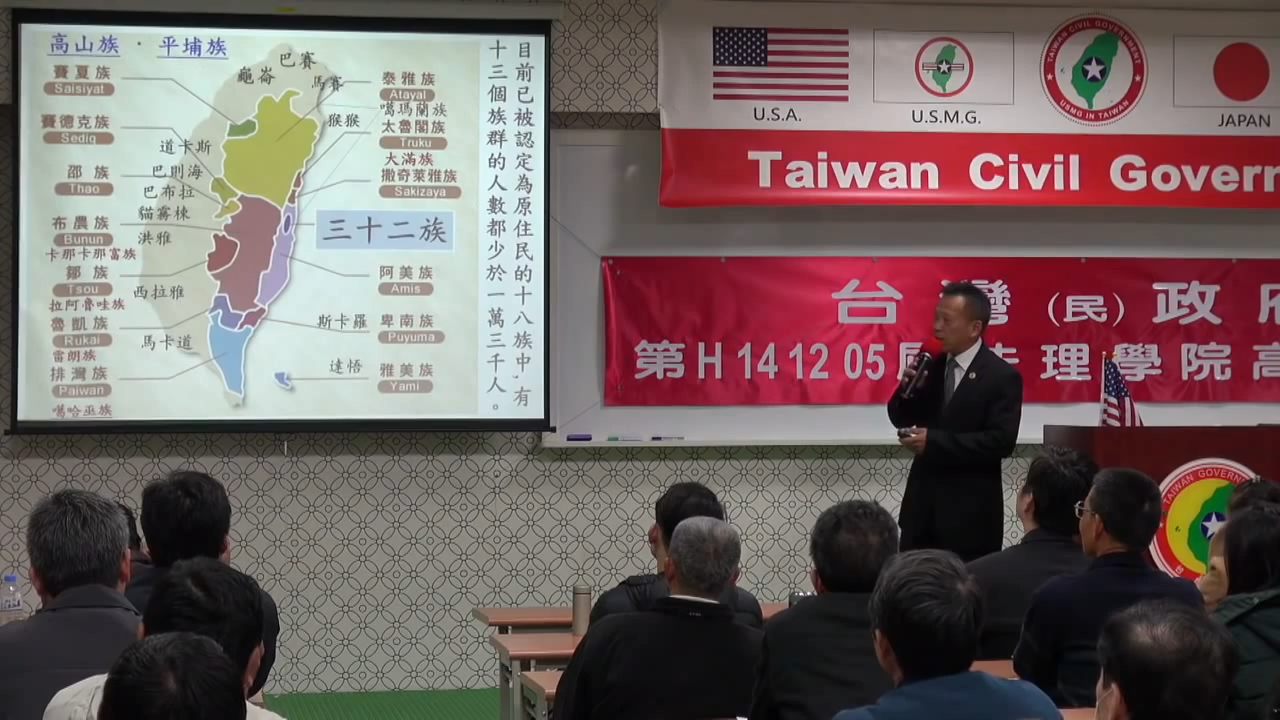 高山族 · 平埔族
賽夏族
Saisiyat
賽德克族
Sediq
邵族
Thao
布農族
Bunun
卡那卡那富族
鄒族
Tsou
拉阿魯哇族
魯凱族
Rukai
雷朗族
排灣族
Paiwan
噶哈巫族
巴賽
龜崙
馬賽
猴猴
道卡斯
巴則海
巴布拉
貓霧棟
洪雅
西拉雅
馬卡道
斯卡羅
達悟
泰雅族
Atayal
噶瑪蘭族
太魯閣族
Truku
大滿族
撒奇萊雅族
Sakizaya
三十二族
阿美族
Amis
卑南族
Puyuma
雅美族
Yami
目前已被認定為原住民的十八族中,有
十三個族群的人數都少於一萬三千人。
U.S.A.
U.S.M.G.
TAIWAN CIVIL GOVERNMENT
USMG IN TAIWAN
JAPAN
Taiwan Civil Govern
台灣(民)政府
第H 14 12 05 理學院高
TAIWAN GOVERN